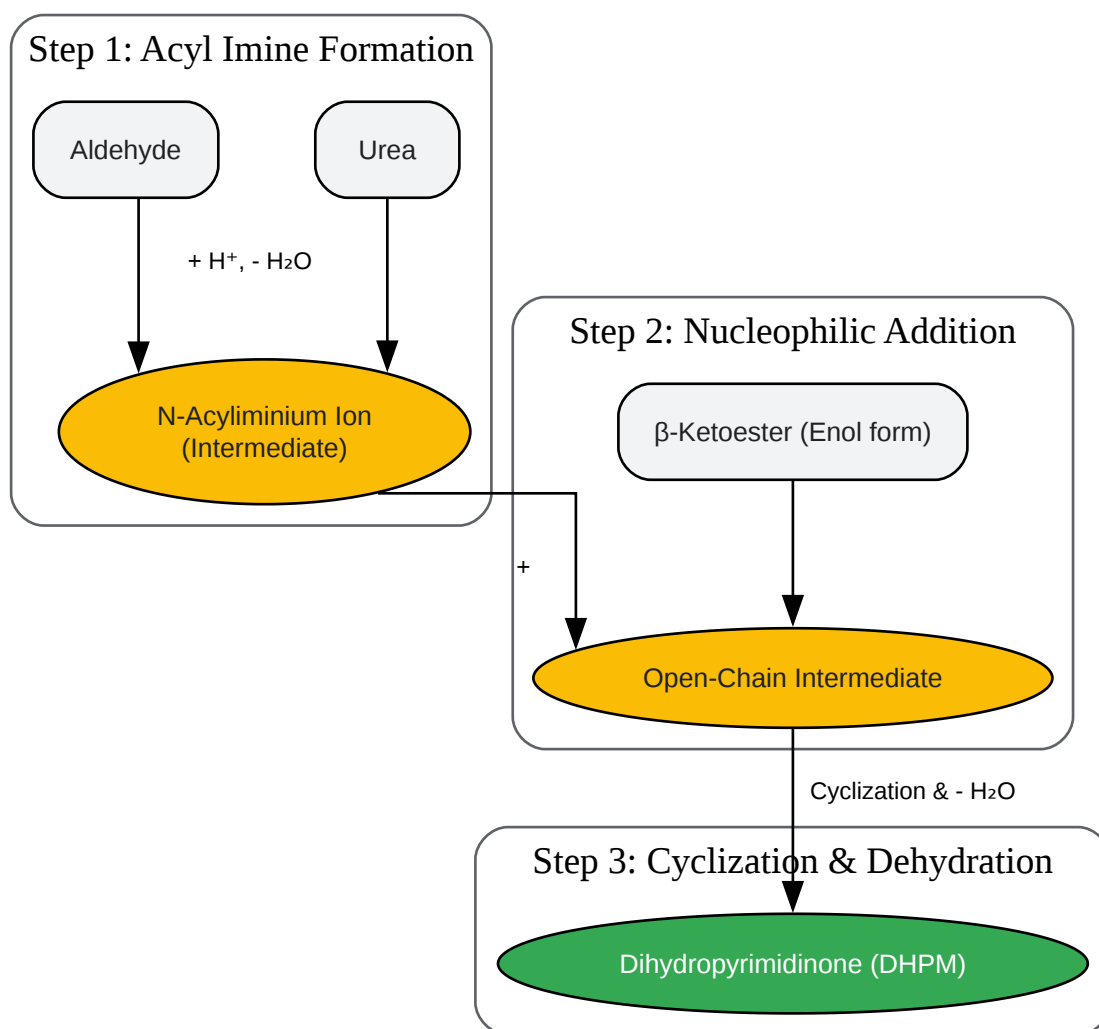 Step 1: Acyl Imine Formation
Aldehyde
Urea
+ H⁺, - H₂O
N-Acyliminium Ion
(Intermediate)
Step 2: Nucleophilic Addition
β-Ketoester (Enol form)
+
Open-Chain Intermediate
Cyclization & - H₂O
Step 3: Cyclization & Dehydration
Dihydropyrimidinone (DHPM)